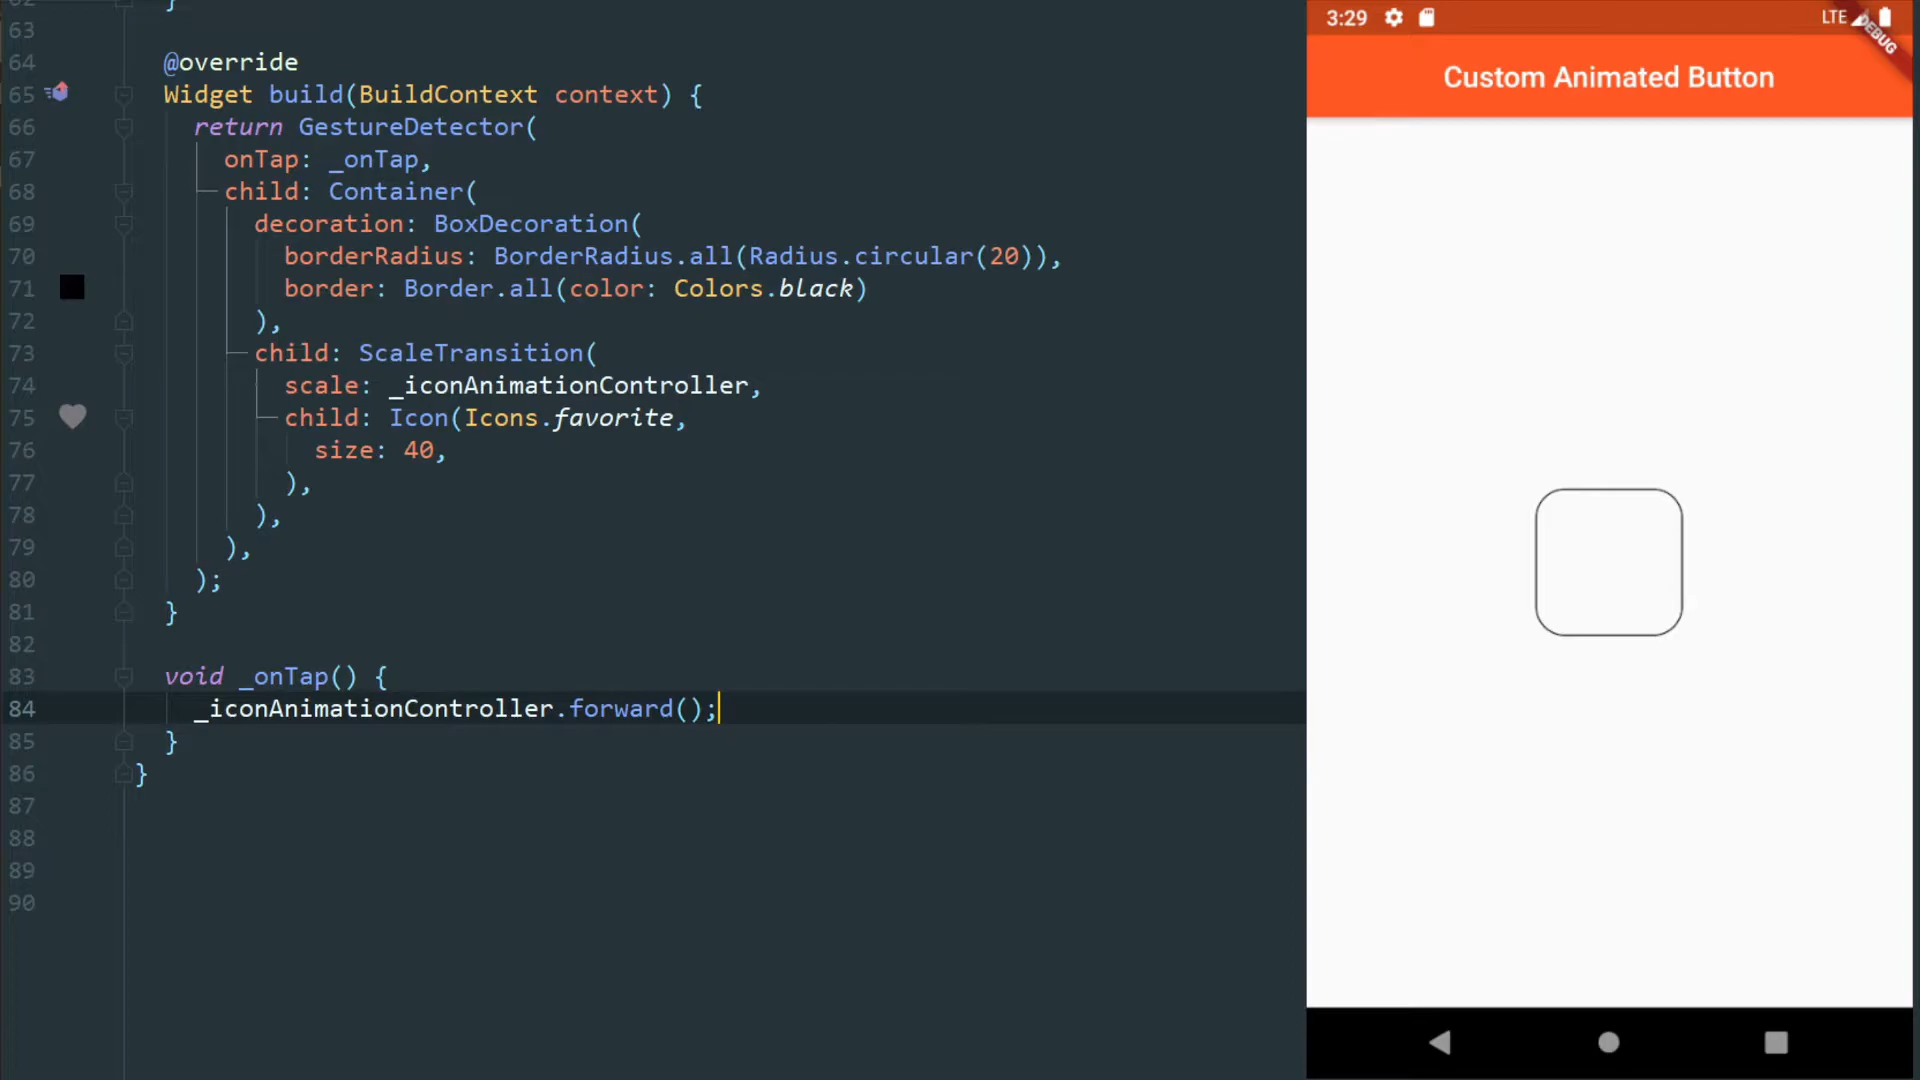 62 }
63
64 @override
65 Widget build(BuildContext context) {
66 return GestureDetector(
67 onTap: _onTap,
68 child: Container(
69 decoration: BoxDecoration(
70 borderRadius: BorderRadius.all(Radius.circular(20)),
71 border: Border.all(color: Colors.black)
72 ),
73 child: ScaleTransition(
74 scale: _iconAnimationController,
75 child: Icon(Icons.favorite,
76 size: 40,
77 ),
78 ),
79 ),
80 );
81 }
82
83 void _onTap() {
84 _iconAnimationController.forward();
85 }
86 }
87
88
89
90
3:29 LTE
DEBUG
Custom Animated Button